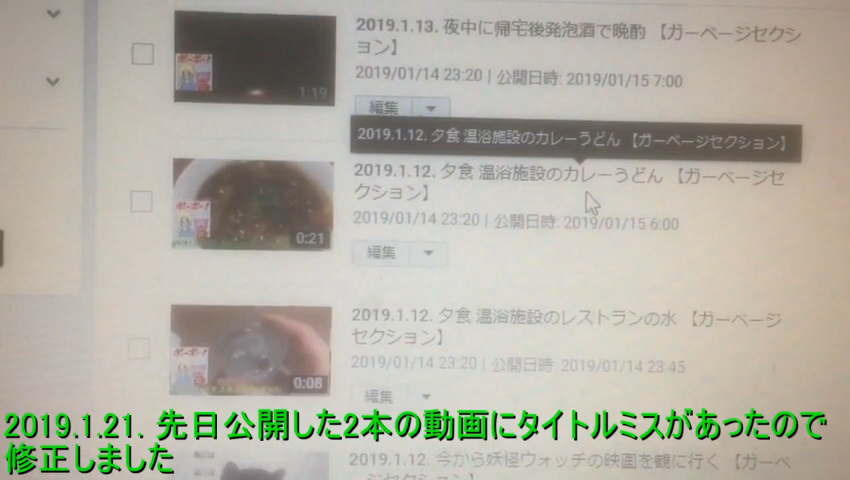 2019.1.13. 夜中に帰宅後発泡酒で晩酌 【ガーベージセクシ
ョン】
2019/01/14 23:20 | 公開日時: 2019/01/15 7:00
1:19
編集
2019.1.12. 夕食 温浴施設のカレーうどん 【ガーベージセクション】
2019.1.12. 夕食 温浴施設のカレーうどん 【ガーベージセ
クション】
2019/01/14 23:20 | 公開日時: 2019/01/15 6:00
0:21
編集
2019.1.12. 夕食 温浴施設のレストランの水 【ガーページ
セクション】
2019/01/14 23:20 | 公開日時: 2019/01/14 23:45
0:08
編集
2019.1.21. 先日公開した2本の動画にタイトルミスがあったので
修正しました
2019.1.12. 今から妖怪ウォッチの映画を観に行く 【ガーベ
ージセクション】